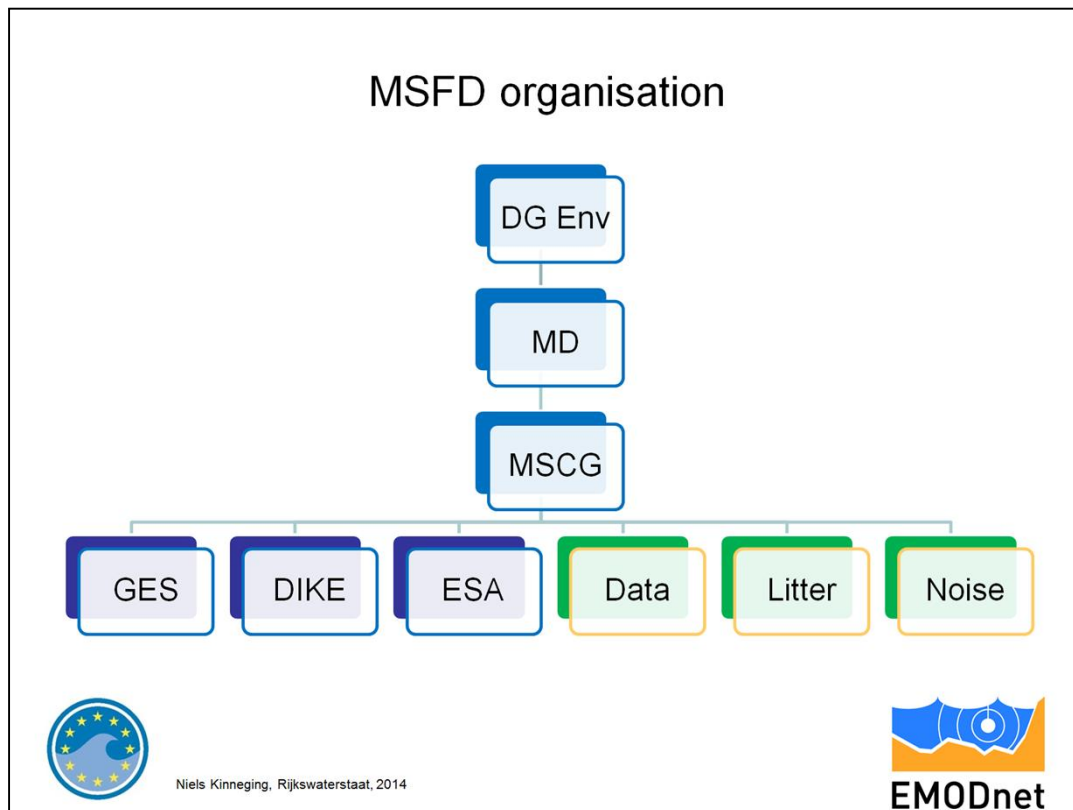 MSFD organisation
DG Env
MD
MSCG
GES DIKE ESA Data Litter Noise
Niels Kinneging, Rijkswaterstaat, 2014
EMODnet